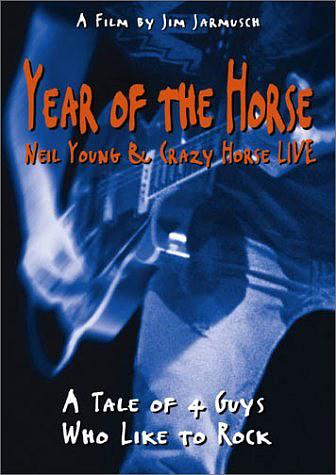 A Film by Jim Jarmusch
Year of the Horse
Neil Young & Crazy Horse LIVE
A Tale of 4 Guys
Who Like to Rock